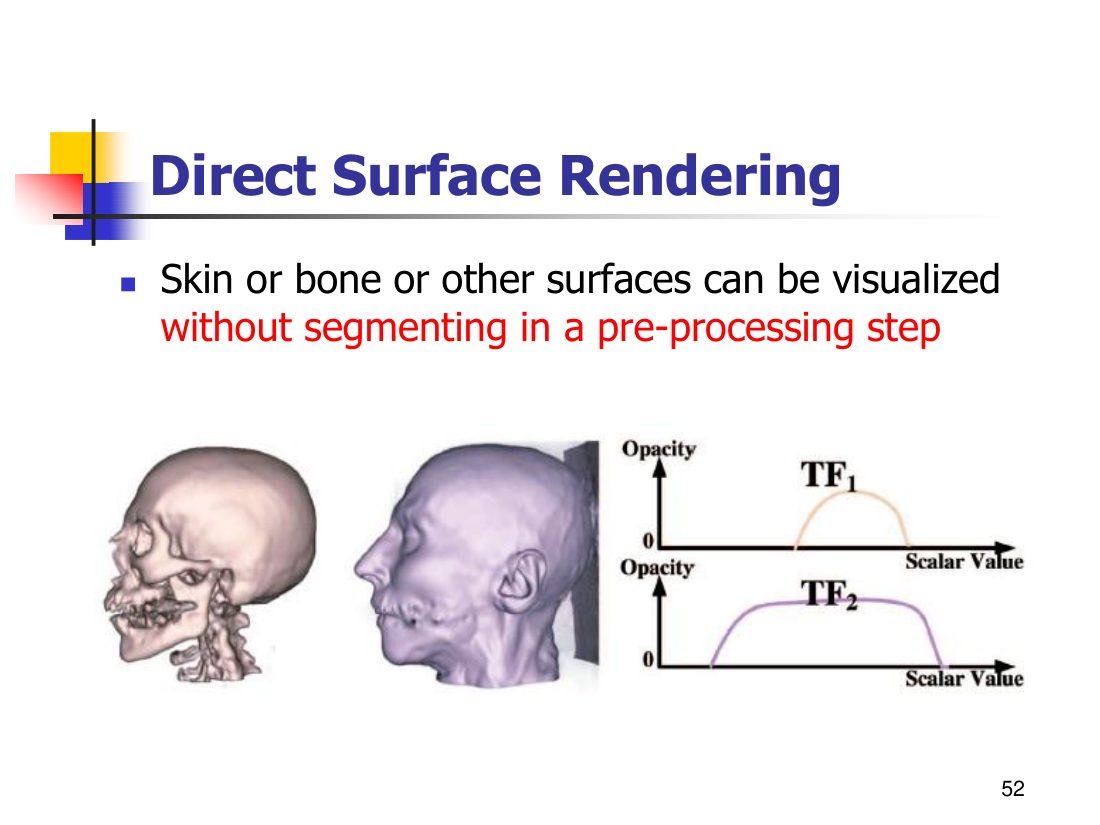 Direct Surface Rendering
Skin or bone or other surfaces can be visualized
without segmenting in a pre-processing step
Opacity
TF1
0
Scalar Value
Opacity
TF2
0
Scalar Value
52